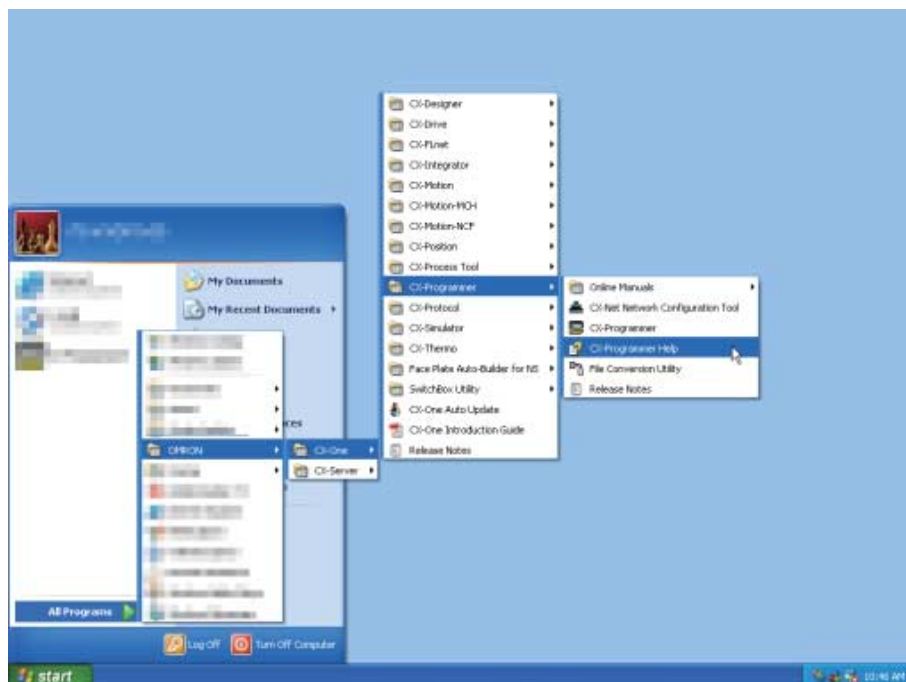 CX-Designer
CX-Drive
CX-FLnet
CX-Integrator
CX-Motion
CX-Motion-MCH
CX-Motion-NCF
CX-Position
CX-Process Tool
CX-Programmer
CX-Protocol
CX-Simulator
CX-Thermo
Face Plate Auto-Builder for NS
SwitchBox Utility
CX-One Auto Update
CX-One Introduction Guide
Release Notes
Online Manuals
CX-Net Network Configuration Tool
CX-Programmer
CX-Programmer Help
File Conversion Utility
Release Notes
My Documents
My Recent Documents
OMRON
CX-One
CX-Server
All Programs
Log Off
Turn Off Computer
start
10:46 AM